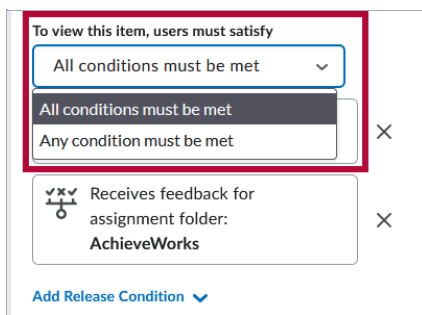 To view this item, users must satisfy
All conditions must be met
All conditions must be met
Any condition must be met
Receives feedback for
assignment folder:
AchieveWorks
Add Release Condition